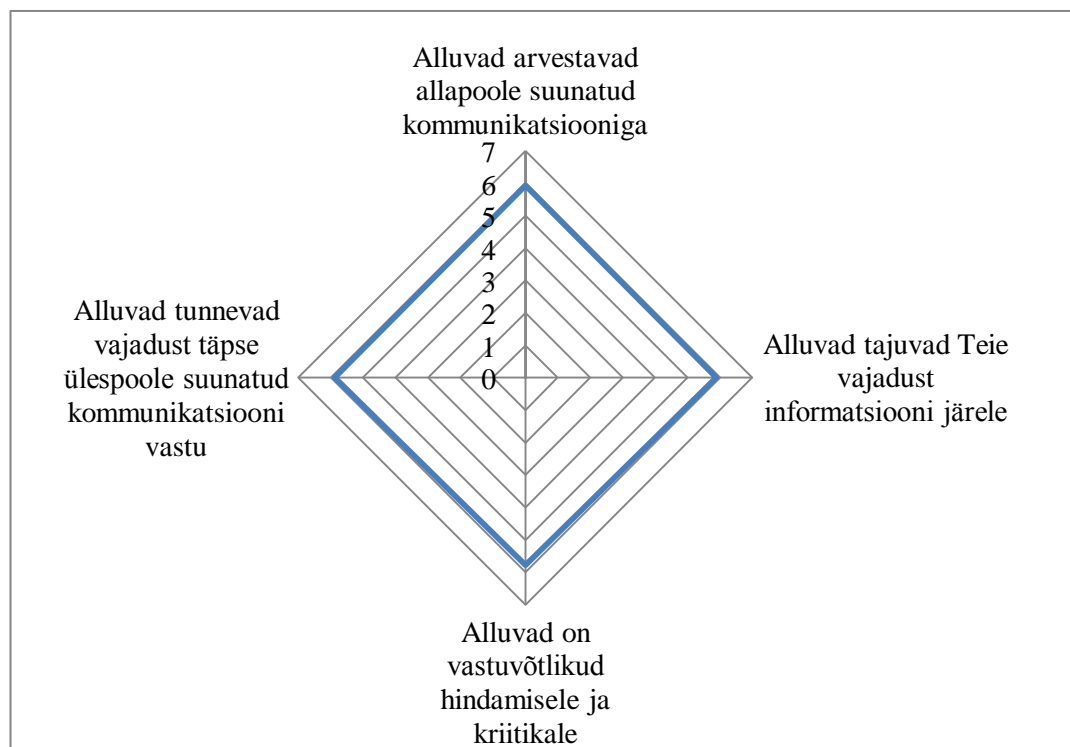 Alluvad arvestavad
allapoole suunatud
kommunikatsiooniga
7
6
5
4
3
2
1
0
Alluvad tajuvad Teie
vajadust
informatsiooni järele
Alluvad on
vastuvõtlikud
hindamisele ja
kriitikale
Alluvad tunnevad
vajadust täpse
ülespoole suunatud
kommunikatsiooni
vastu